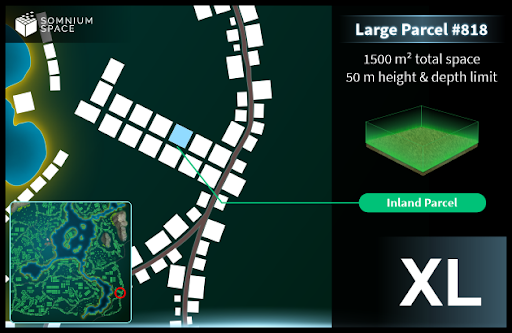 SOMNIUM
SPACE
Large Parcel #818
1500 m² total space
50 m height & depth limit
Inland Parcel
XL